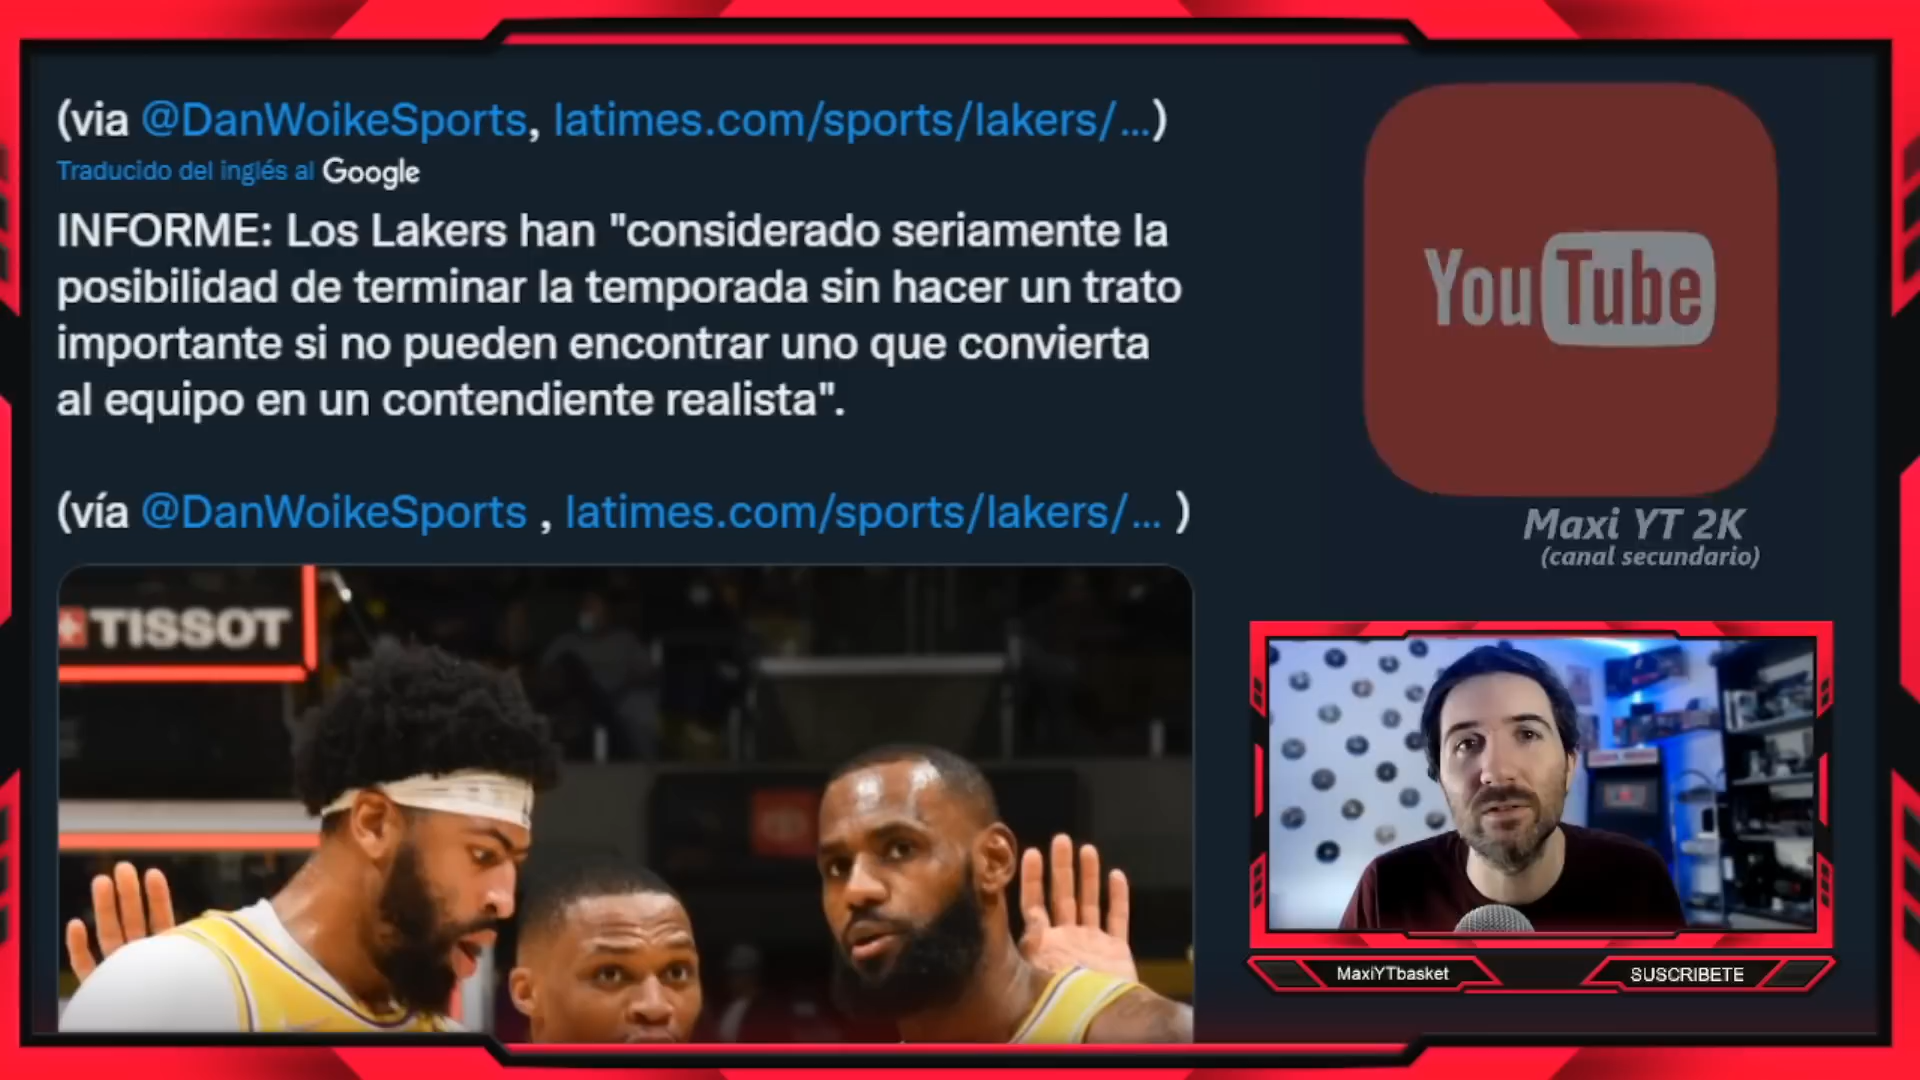 (via @DanWoikeSports, latimes.com/sports/lakers/...)
Traducido del inglés al Google
INFORME: Los Lakers han "considerado seriamente la
posibilidad de terminar la temporada sin hacer un trato
importante si no pueden encontrar uno que convierta
al equipo en un contendiente realista".
(vía @DanWoikeSports , latimes.com/sports/lakers/... )
TISSOT
YouTube
Maxi YT 2K
(canal secundario)
MaxiYTbasket
SUSCRIBETE